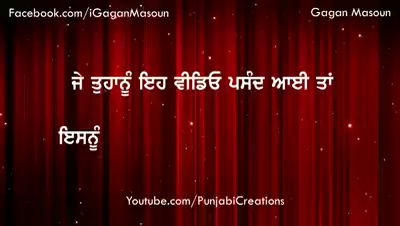 Facebook.com/iGaganMasoun
Gagan Masoun
ਜੇ ਤੁਹਾਨੂੰ ਇਹ ਵੀਡਿਓ ਪਸੰਦ ਆਈ ਤਾਂ
ਇਸਨੂੰ
Youtube.com/PunjabiCreations